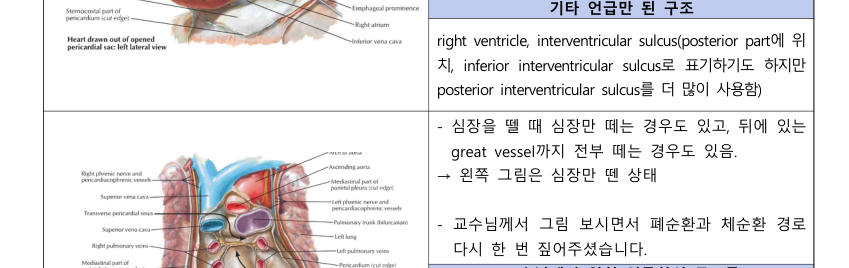 Sternocostal part of
pericardium (cut edge)
Heart drawn out of opened
pericardial sac: left lateral view
Esophageal prominence
Right atrium
Inferior vena cava
기타 언급만 된 구조
right ventricle, interventricular sulcus(posterior part에 위
치, inferior interventricular sulcus로 표기하기도 하지만
posterior interventricular sulcus를 더 많이 사용함)
Right phrenic nerve and
pericardiacophrenic vessels
Superior vena cava
Transverse pericardial sinus
Superior vena cava
Right pulmonary veins
Mediastinal part of
Ascending aorta
Mediastinal part of
parietal pleura (cut edge)
Left phrenic nerve and
pericardiacophrenic vessels
Pulmonary trunk (bifurcation)
Left lung
Left pulmonary veins
Pericardium (cut edge)
- 심장을 뗄 때 심장만 떼는 경우도 있고, 뒤에 있는
great vessel까지 전부 떼는 경우도 있음.
→ 왼쪽 그림은 심장만 뗀 상태
- 교수님께서 그림 보시면서 폐순환과 체순환 경로
다시 한 번 짚어주셨습니다.